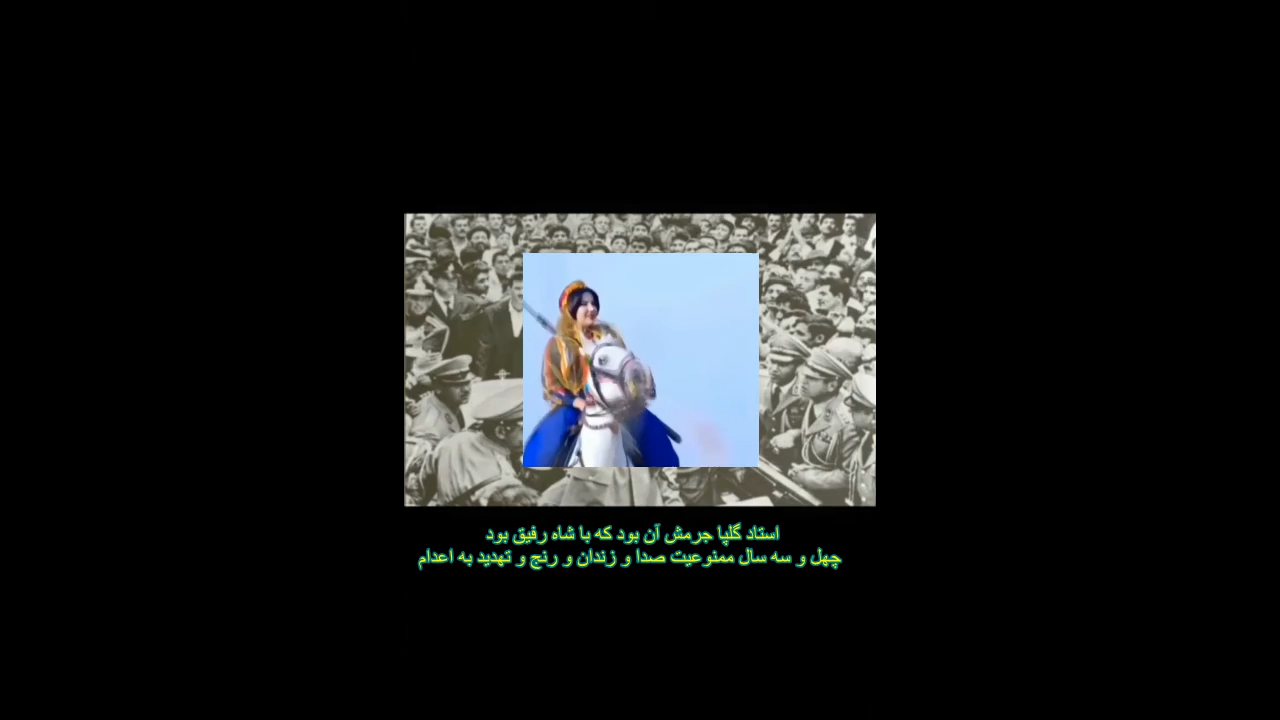 استاد گلپا جرمش آن بود که با شاه رفیق بود
چهل و سه سال ممنوعیت صدا و زندان و رنج و تهدید به اعدام